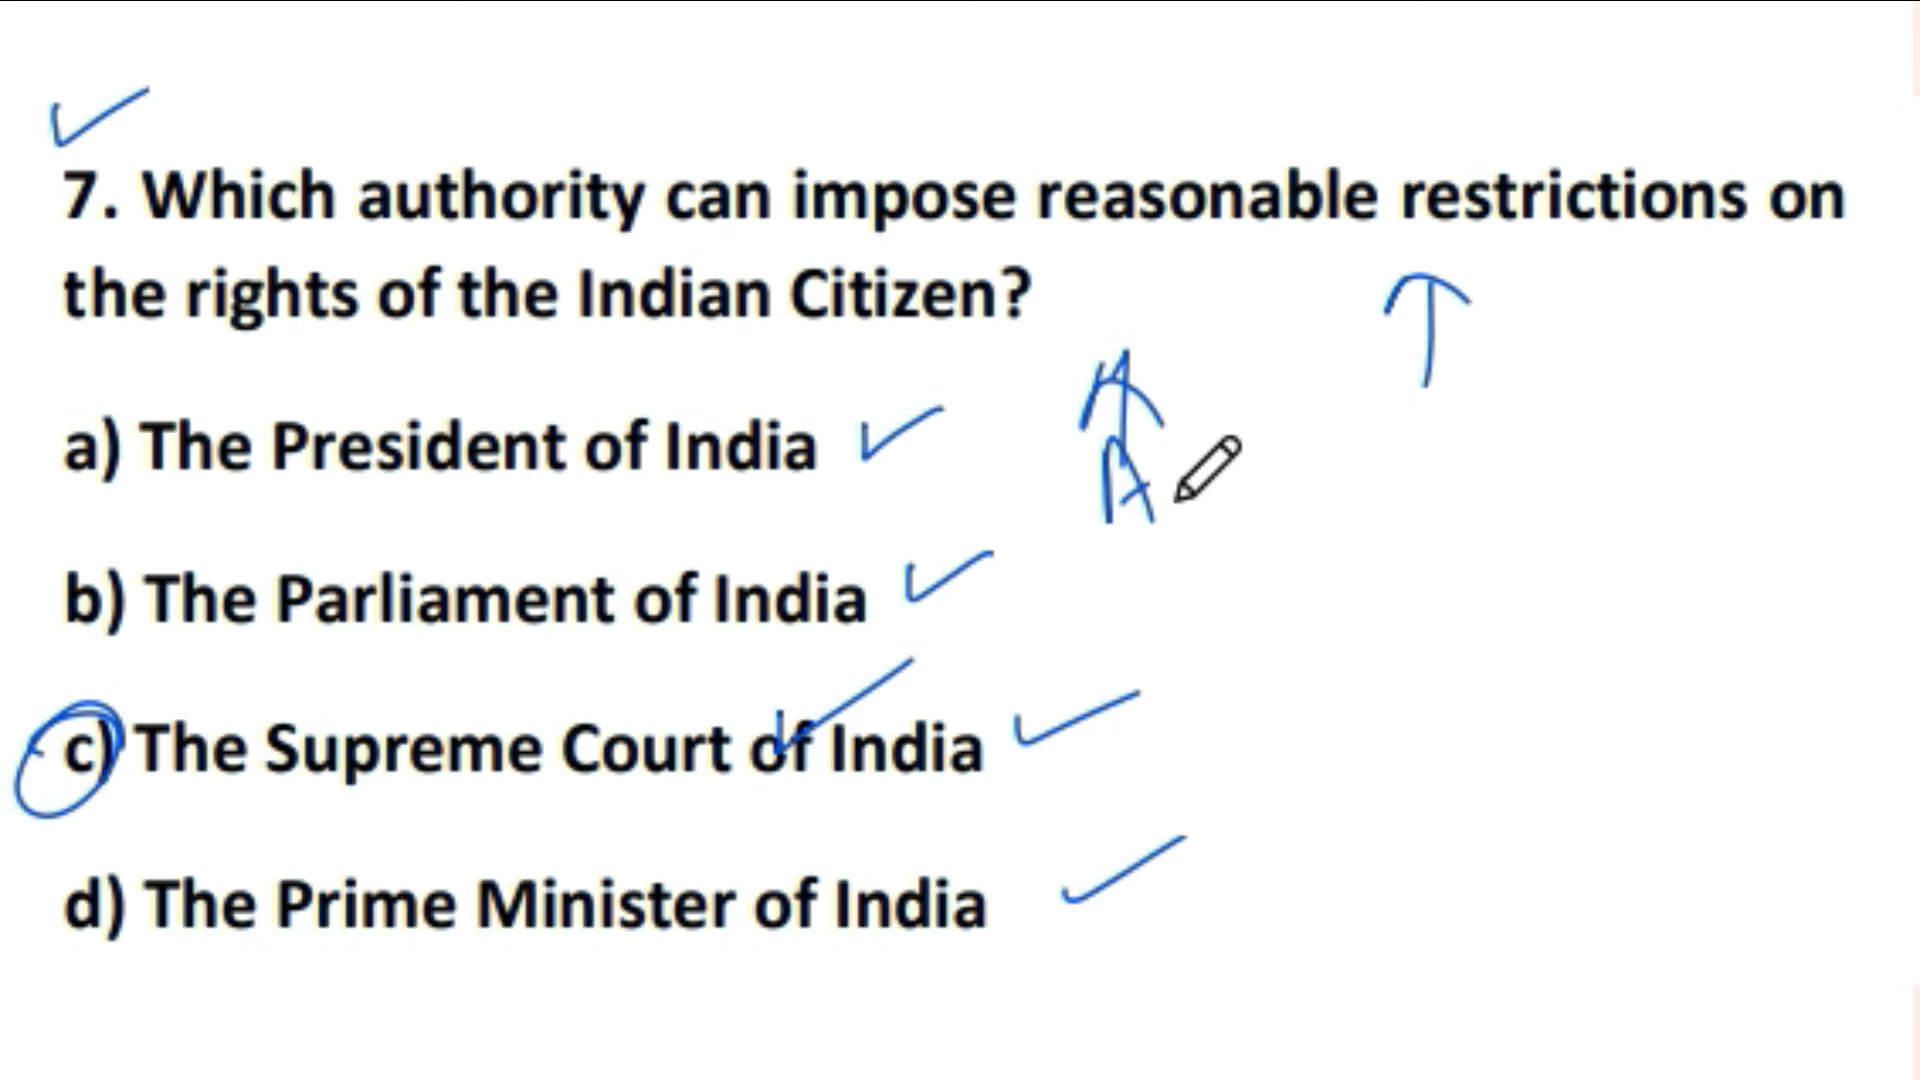 7. Which authority can impose reasonable restrictions on
the rights of the Indian Citizen?
a) The President of India
A
b) The Parliament of India
c) The Supreme Court of India
d) The Prime Minister of India